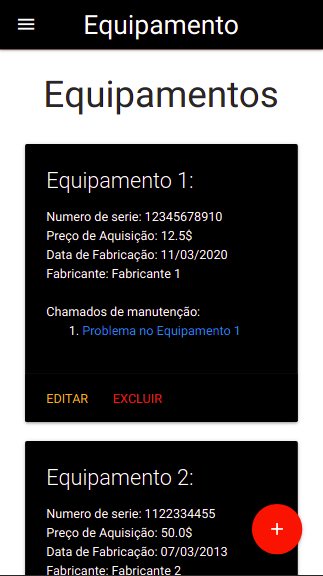 Equipamento
Equipamentos
Equipamento 1:
Numero de serie: 12345678910
Preço de Aquisição: 12.5$
Data de Fabricação: 11/03/2020
Fabricante: Fabricante 1
Chamados de manutenção:
1. Problema no Equipamento 1
EDITAR EXCLUIR
Equipamento 2:
Numero de serie: 1122334455
Preço de Aquisição: 50.0$
Data de Fabricação: 07/03/2013
Fabricante: Fabricante 2